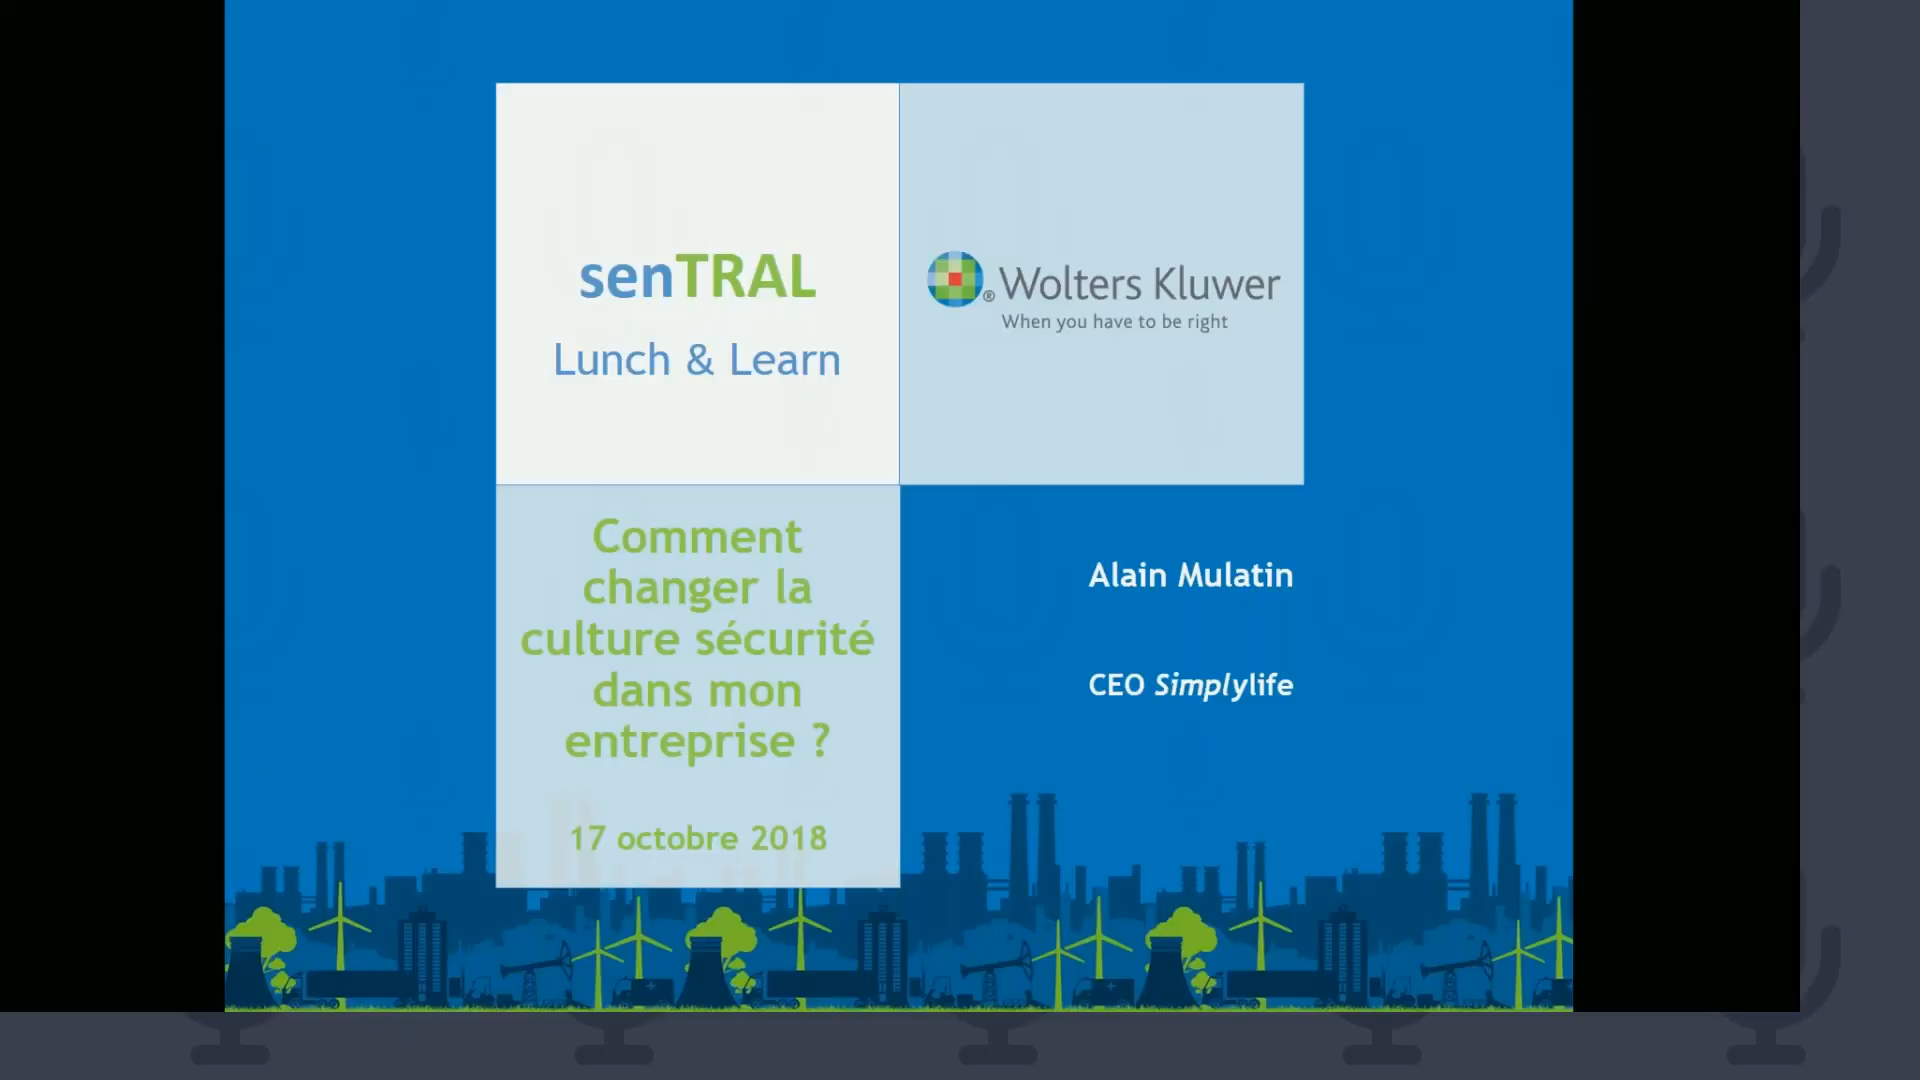 senTRAL
Lunch & Learn
® Wolters Kluwer
When you have to be right
Comment
changer la
culture sécurité
dans mon
entreprise ?
17 octobre 2018
Alain Mulatin
CEO Simplylife